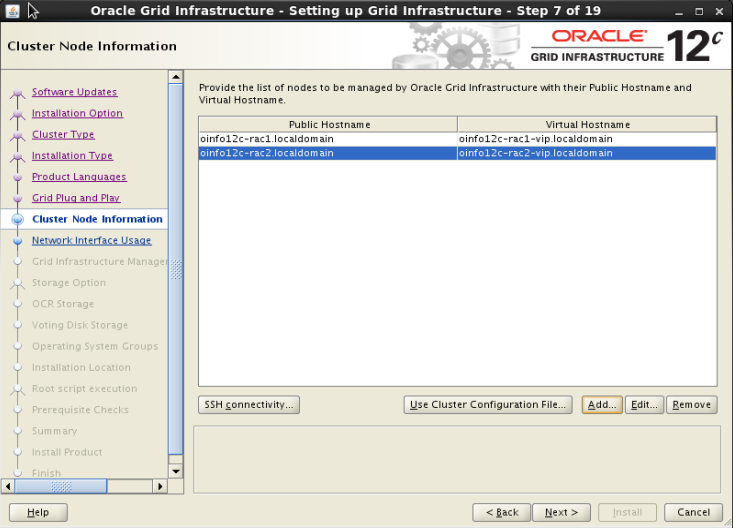 Oracle Grid Infrastructure - Setting up Grid Infrastructure - Step 7 of 19
Cluster Node Information
ORACLE
GRID INFRASTRUCTURE
12c
Software Updates
Installation Option
Cluster Type
Installation Type
Product Languages
Grid Plug and Play
Cluster Node Information
Network Interface Usage
Grid Infrastructure Manager
Storage Option
OCR Storage
Voting Disk Storage
Operating System Groups
Installation Location
Root script execution
Prerequisite Checks
Summary
Install Product
Finish
Provide the list of nodes to be managed by Oracle Grid Infrastructure with their Public Hostname and
Virtual Hostname.
Public Hostname Virtual Hostname
oinfo12c-rac1.localdomain oinfo12c-rac1-vip.localdomain
oinfo12c-rac2.localdomain oinfo12c-rac2-vip.localdomain
SSH connectivity... Use Cluster Configuration File... Add... Edit... Remove
Help < Back Next > Install Cancel